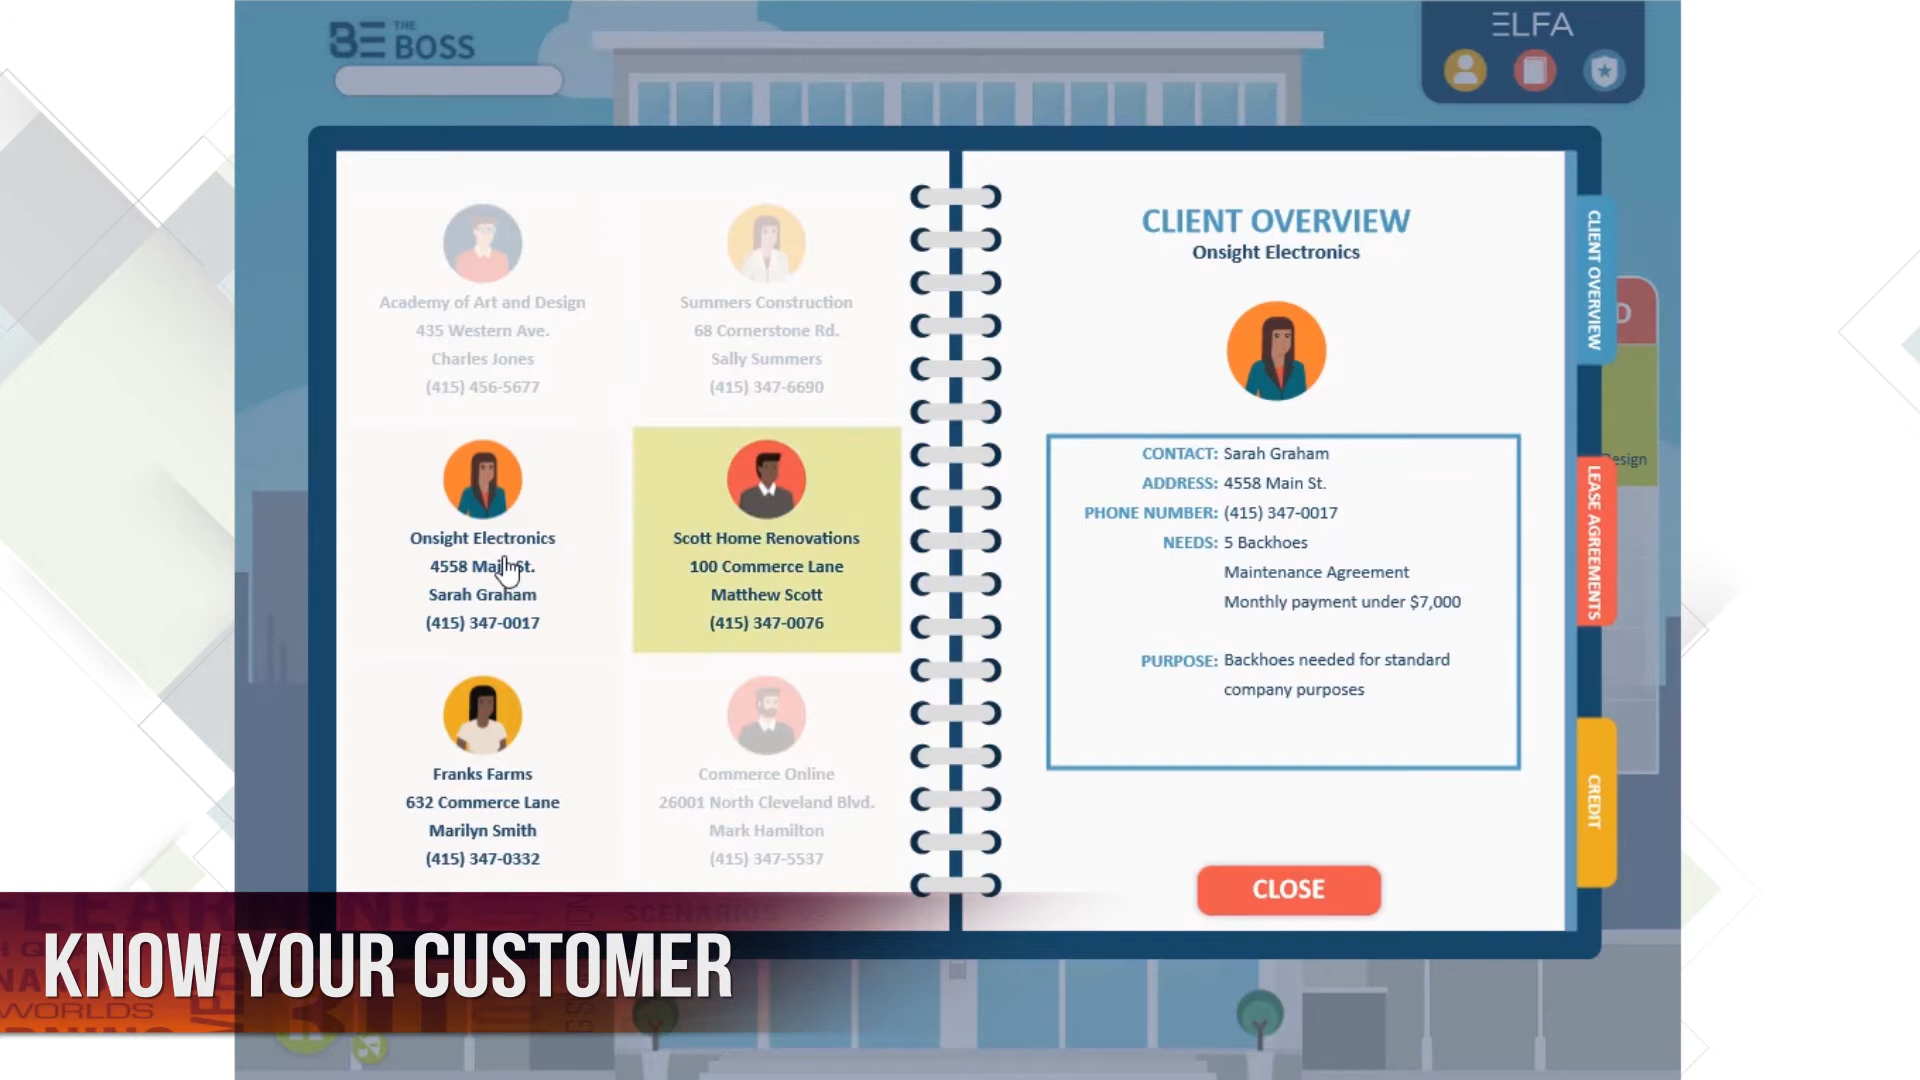 BE THE BOSS
ELFA
Academy of Art and Design
435 Western Ave.
Charles Jones
(415) 456-5677
Summers Construction
68 Cornerstone Rd.
Sally Summers
(415) 347-6690
Onsight Electronics
4558 Main St.
Sarah Graham
(415) 347-0017
Scott Home Renovations
100 Commerce Lane
Matthew Scott
(415) 347-0076
Franks Farms
632 Commerce Lane
Marilyn Smith
(415) 347-0332
Commerce Online
26001 North Cleveland Blvd.
Mark Hamilton
(415) 347-5537
CLIENT OVERVIEW
Onsight Electronics
CONTACT: Sarah Graham
ADDRESS: 4558 Main St.
PHONE NUMBER: (415) 347-0017
NEEDS: 5 Backhoes
Maintenance Agreement
Monthly payment under $7,000
PURPOSE: Backhoes needed for standard
company purposes
CLOSE
CLIENT OVERVIEW
LEASE AGREEMENTS
CREDIT
D
Design
SCENARIOS
KNOW YOUR CUSTOMER
WORLDS